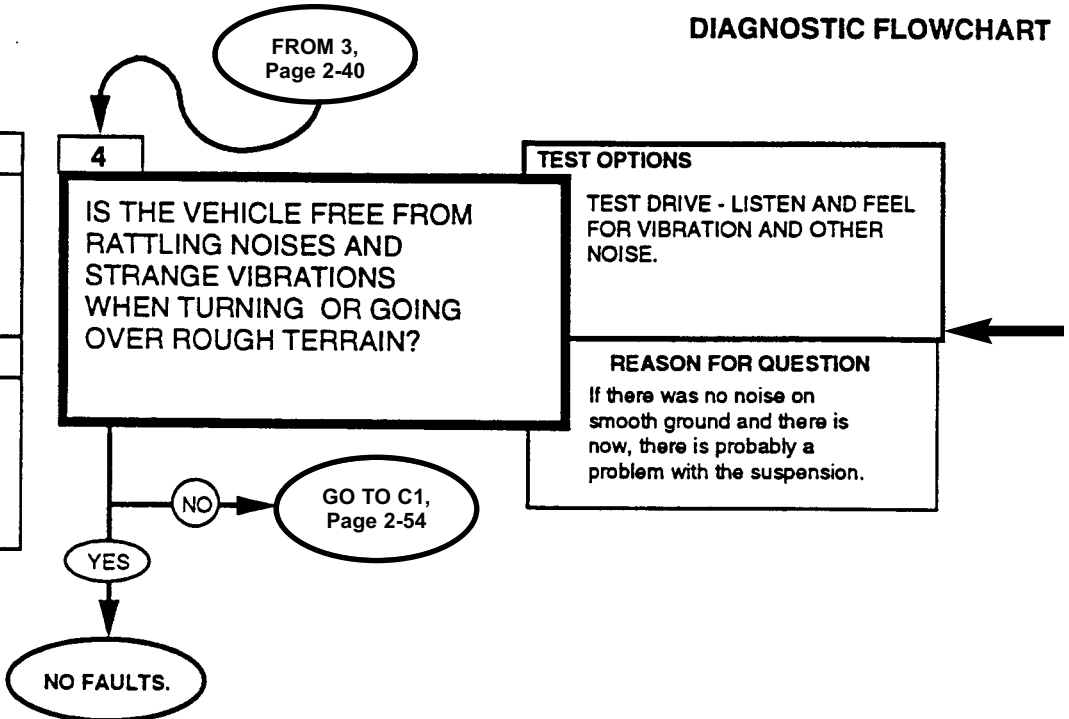 DIAGNOSTIC FLOWCHART
FROM 3,
Page 2-40
4
IS THE VEHICLE FREE FROM
RATTLING NOISES AND
STRANGE VIBRATIONS
WHEN TURNING OR GOING
OVER ROUGH TERRAIN?
TEST OPTIONS
TEST DRIVE - LISTEN AND FEEL
FOR VIBRATION AND OTHER
NOISE.
REASON FOR QUESTION
If there was no noise on
smooth ground and there is
now, there is probably a
problem with the suspension.
NO
GO TO C1,
Page 2-54
YES
NO FAULTS.